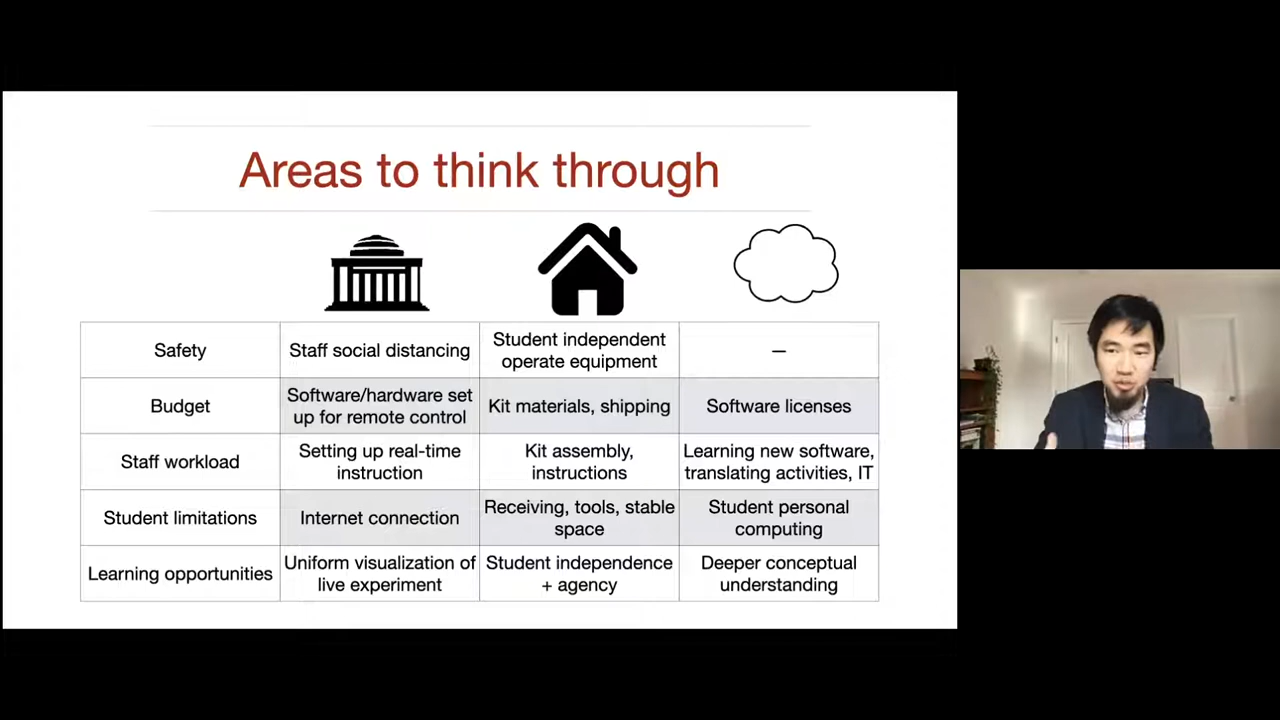 Areas to think through
Safety
Staff social distancing
Student independent
operate equipment
—
Budget
Software/hardware set
up for remote control
Kit materials, shipping
Software licenses
Staff workload
Setting up real-time
instruction
Kit assembly,
instructions
Learning new software,
translating activities, IT
Student limitations
Internet connection
Receiving, tools, stable
space
Student personal
computing
Learning opportunities
Uniform visualization of
live experiment
Student independence
+ agency
Deeper conceptual
understanding